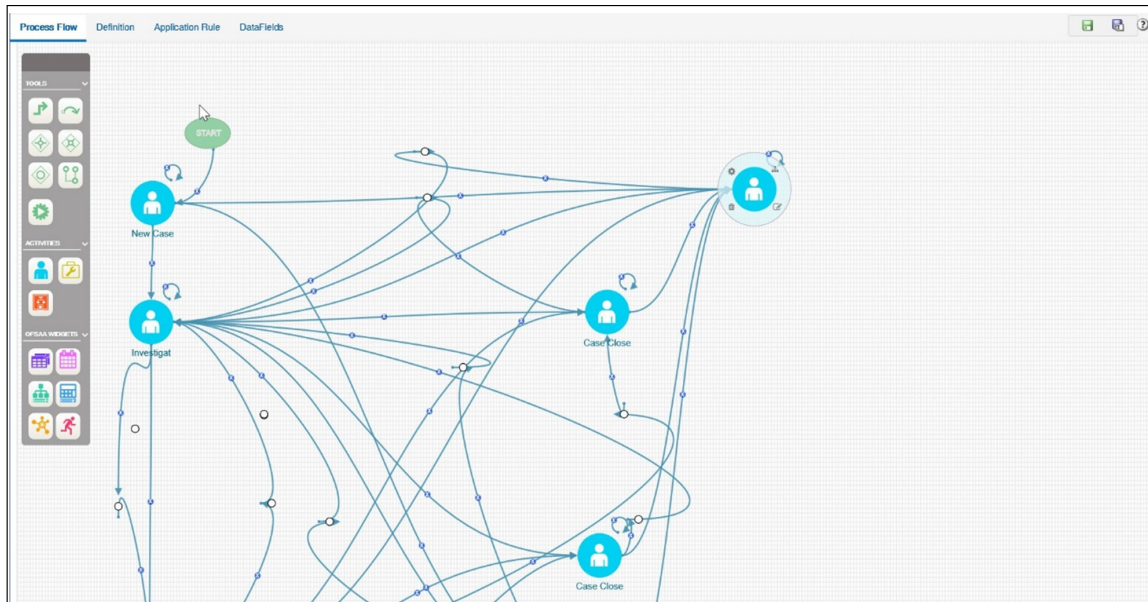 Process Flow Definition Application Rule DataFields
TOOLS
START
New Case
ACTIVITIES
Investigat
OFSAA WIDGETS
Case Close
Case Close